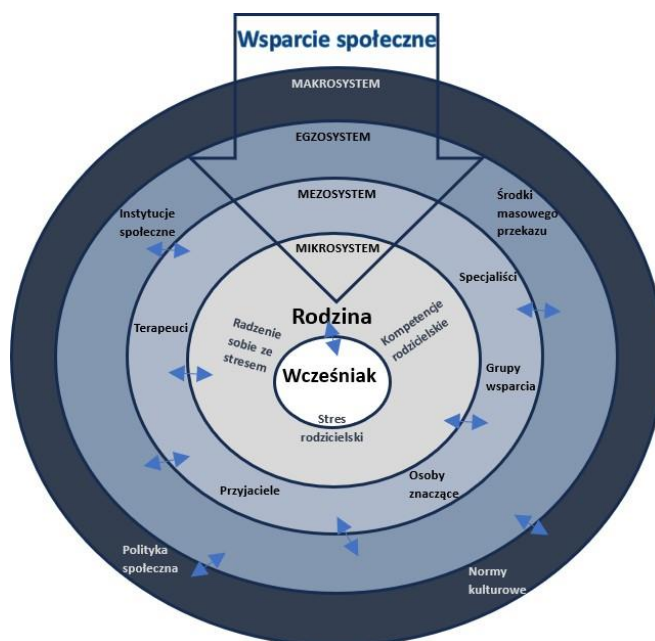 Wsparcie społeczne
MAKROSYSTEM
EGZOSYSTEM
MEZOSYSTEM
Instytucje
społeczne
Środki
masowego
przekazu
MIKROSYSTEM
Specjaliści
Terapeuci
Rodzina
Radzenie
sobie ze
stresem
Kompetencje
rodzicielskie
Wcześniak
Grupy
wsparcia
Stres
rodzicielski
Przyjaciele
Osoby
znaczące
Polityka
społeczna
Normy
kulturowe